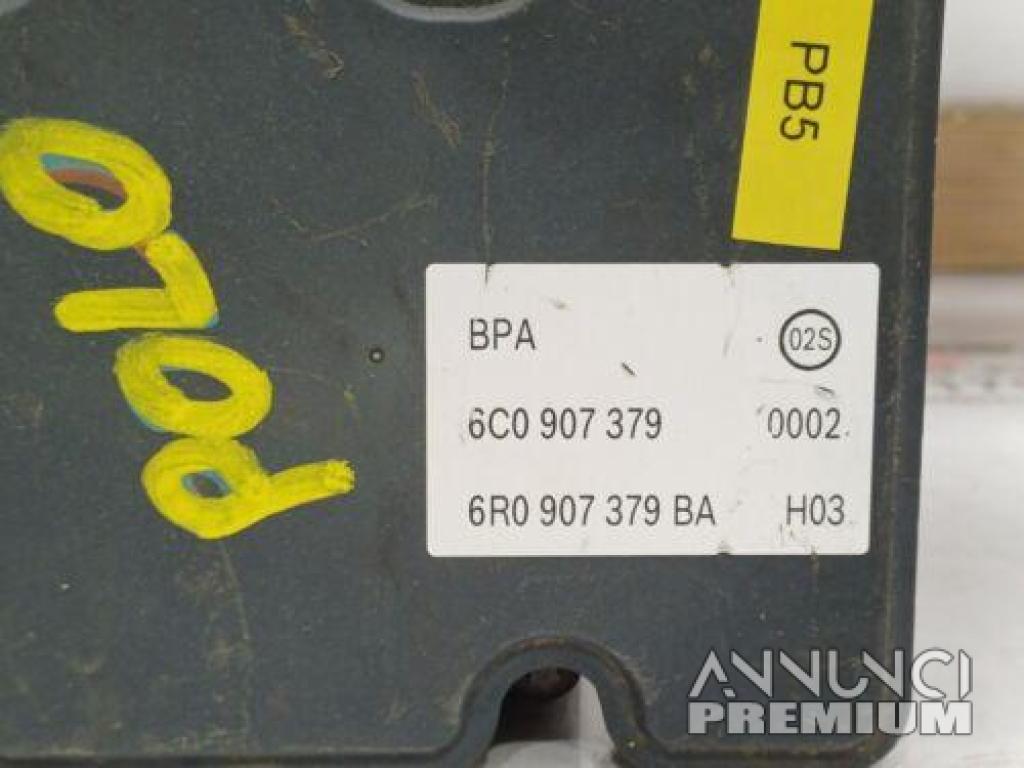 PB5
POLO
BPA 02S
6C0 907 379 0002
6R0 907 379 BA H03
ANNUNCI
PREMIUM